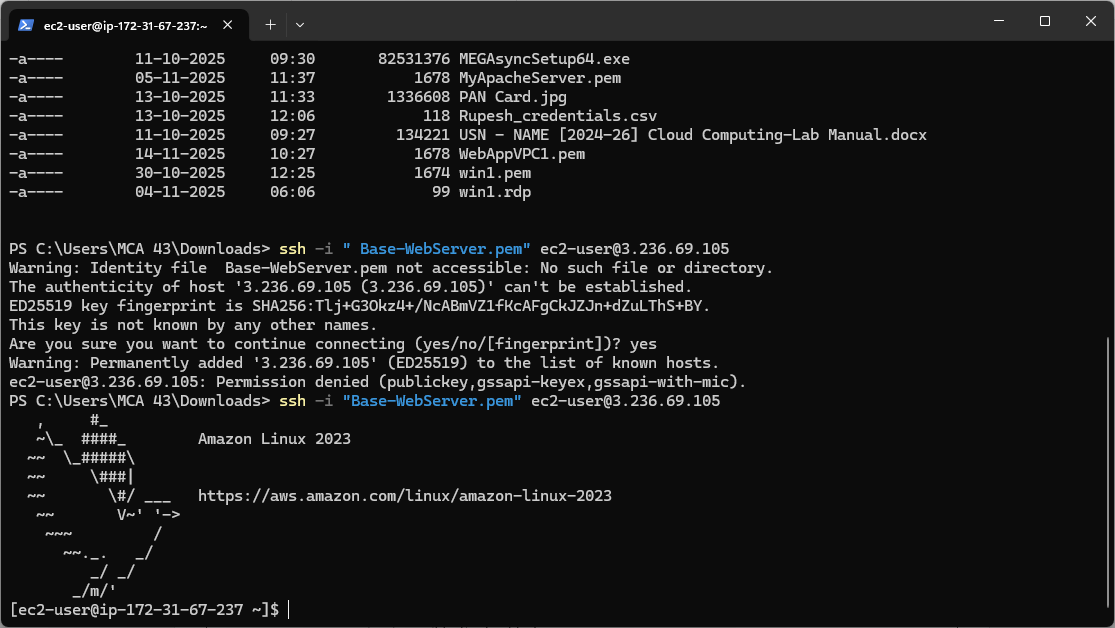 ec2-user@ip-172-31-67-237:~
-a----        11-10-2025     09:30       82531376 MEGAsyncSetup64.exe
-a----        05-11-2025     11:37           1678 MyApacheServer.pem
-a----        13-10-2025     11:33        1336608 PAN Card.jpg
-a----        13-10-2025     12:06            118 Rupesh_credentials.csv
-a----        11-10-2025     09:27         134221 USN - NAME [2024-26] Cloud Computing-Lab Manual.docx
-a----        14-11-2025     10:27           1678 WebAppVPC1.pem
-a----        30-10-2025     12:25           1674 win1.pem
-a----        04-11-2025     06:06             99 win1.rdp
PS C:\Users\MCA 43\Downloads> ssh -i " Base-WebServer.pem" ec2-user@3.236.69.105
Warning: Identity file  Base-WebServer.pem not accessible: No such file or directory.
The authenticity of host '3.236.69.105 (3.236.69.105)' can't be established.
ED25519 key fingerprint is SHA256:Tlj+G3Okz4+/NcABmVZ1fKcAFgCkJZJn+dZuLThS+BY.
This key is not known by any other names.
Are you sure you want to continue connecting (yes/no/[fingerprint])? yes
Warning: Permanently added '3.236.69.105' (ED25519) to the list of known hosts.
ec2-user@3.236.69.105: Permission denied (publickey,gssapi-keyex,gssapi-with-mic).
PS C:\Users\MCA 43\Downloads> ssh -i "Base-WebServer.pem" ec2-user@3.236.69.105
   ,     #_
   ~\_  ####_        Amazon Linux 2023
  ~~  \_#####\
  ~~     \###|
  ~~       \#/ ___   https://aws.amazon.com/linux/amazon-linux-2023
   ~~       V~' '->
    ~~~         /
      ~~._.   _/
         _/ _/
       _/m/'
[ec2-user@ip-172-31-67-237 ~]$